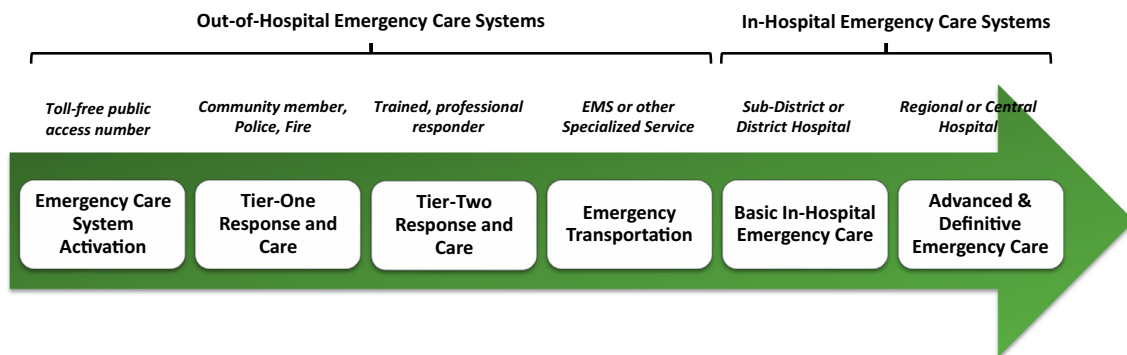 Out-of-Hospital Emergency Care Systems
In-Hospital Emergency Care Systems
Toll-free public
access number
Community member,
Police, Fire
Trained, professional
responder
EMS or other
Specialized Service
Sub-District or
District Hospital
Regional or Central
Hospital
Emergency Care
System
Activation
Tier-One
Response and
Care
Tier-Two
Response and
Care
Emergency
Transportation
Basic In-Hospital
Emergency Care
Advanced &
Definitive
Emergency Care